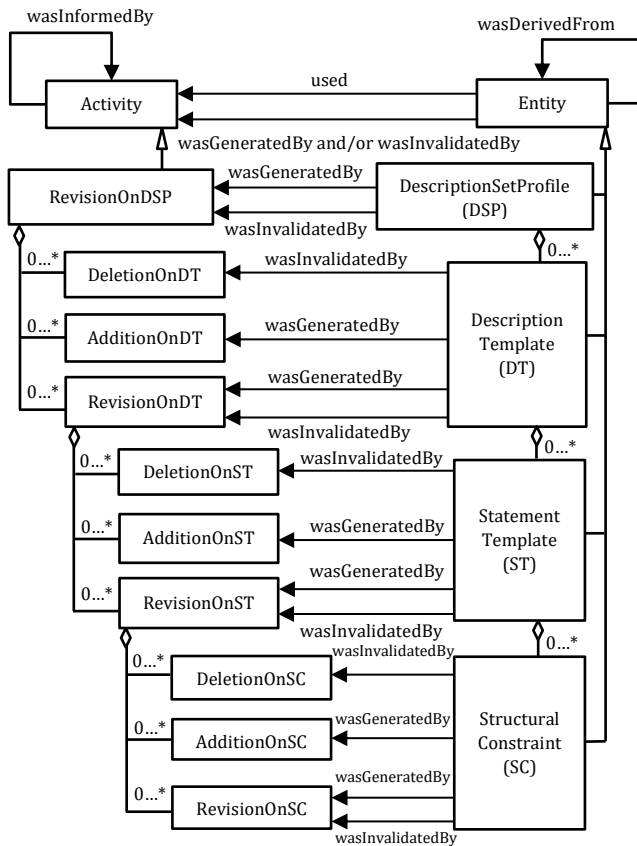 wasInformedBy
wasDerivedFrom
Activity
used
Entity
wasGeneratedBy and/or wasInvalidatedBy
RevisionOnDSP
wasGeneratedBy
wasInvalidatedBy
DescriptionSetProfile
(DSP)
0...*
DeletionOnDT
wasInvalidatedBy
0...*
0...*
AdditionOnDT
wasGeneratedBy
Description
Template
(DT)
0...*
RevisionOnDT
wasGeneratedBy
wasInvalidatedBy
0...*
0...*
DeletionOnST
wasInvalidatedBy
0...*
AdditionOnST
wasGeneratedBy
Statement
Template
(ST)
0...*
RevisionOnST
wasGeneratedBy
wasInvalidatedBy
0...*
0...*
DeletionOnSC
wasInvalidatedBy
0...*
AdditionOnSC
wasGeneratedBy
Structural
Constraint
(SC)
0...*
RevisionOnSC
wasGeneratedBy
wasInvalidatedBy